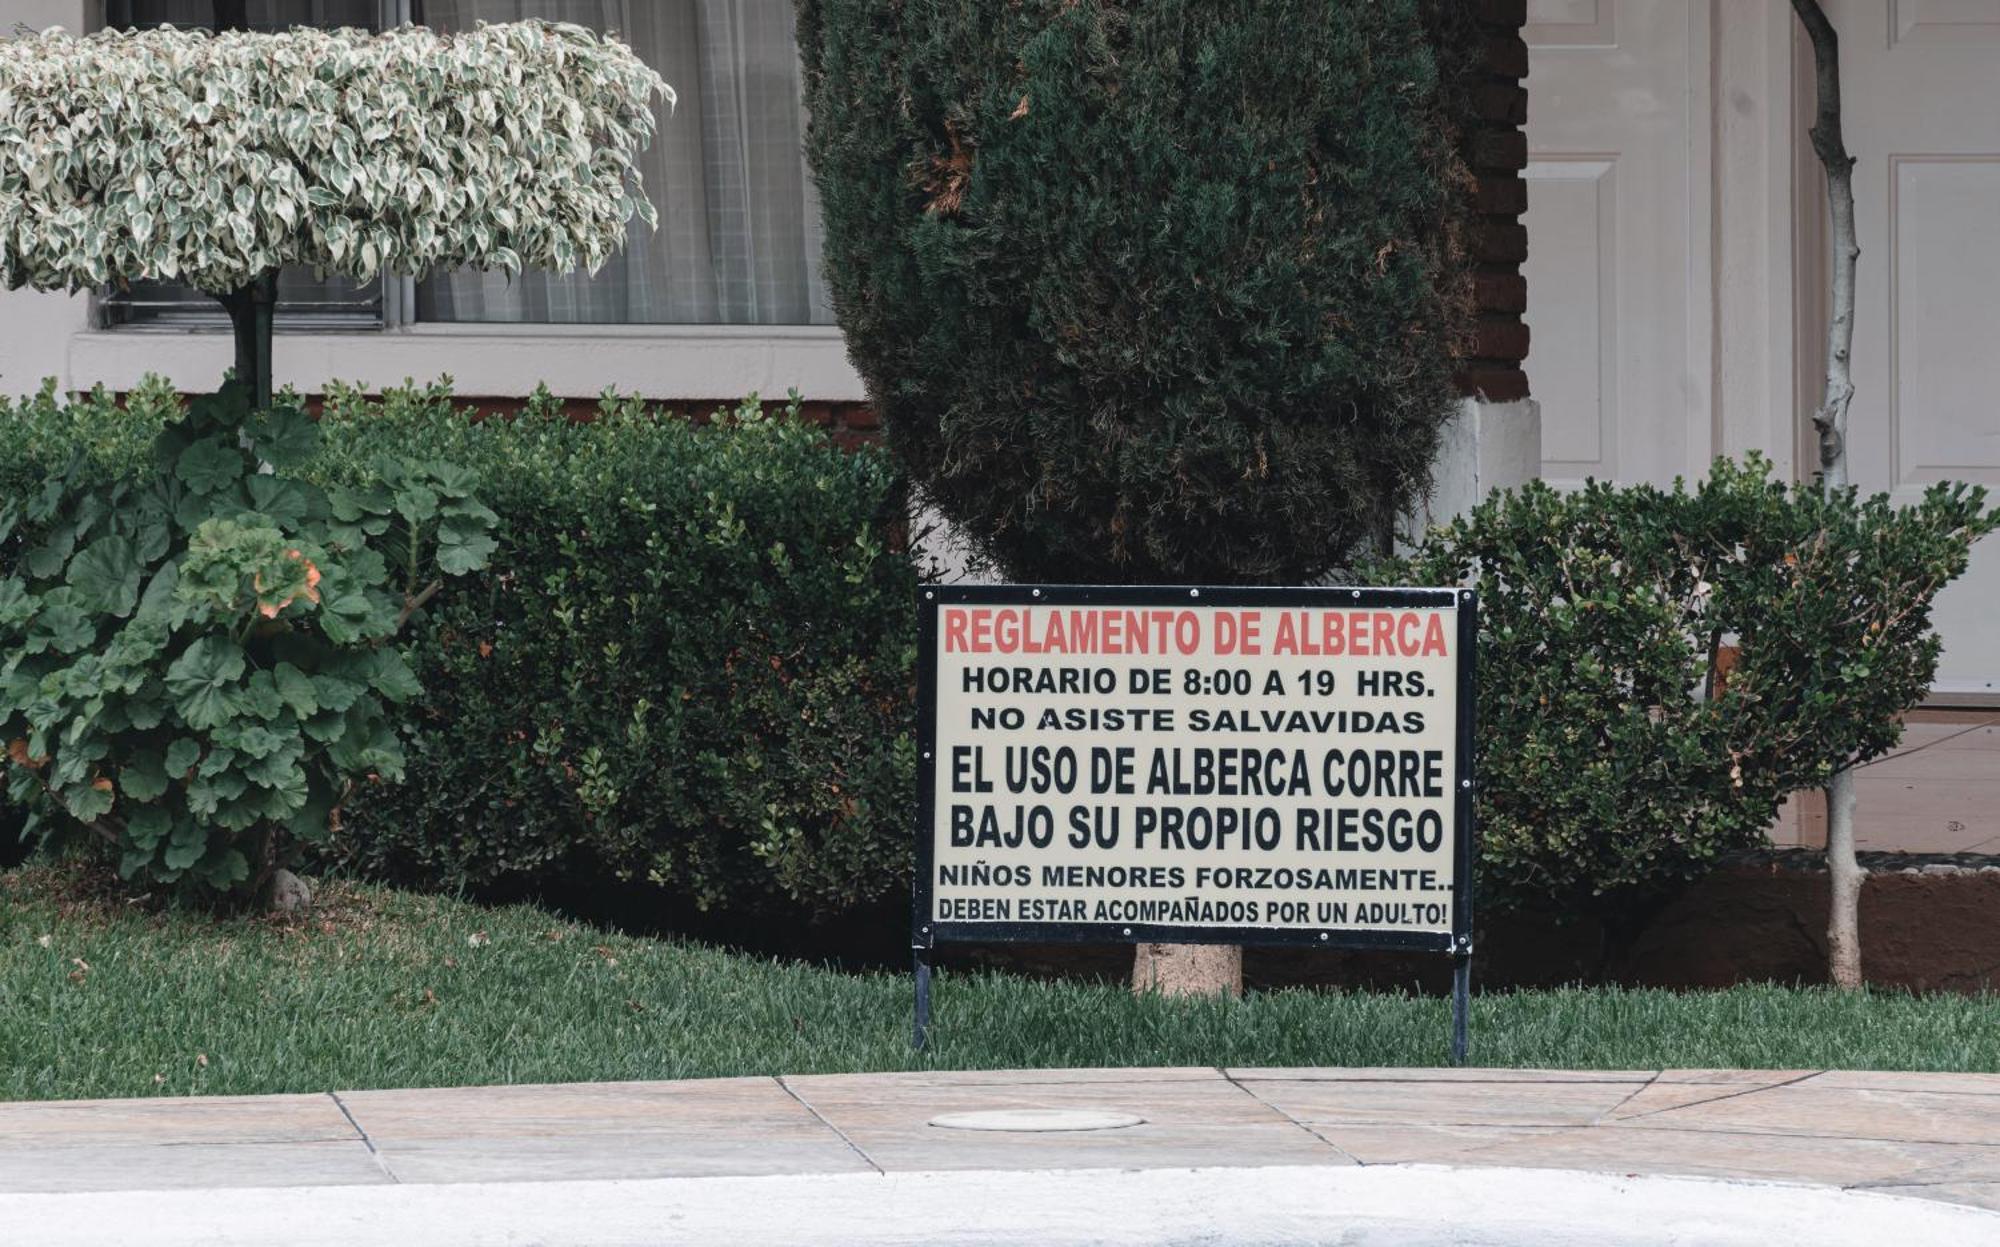 REGLAMENTO DE ALBERCA
HORARIO DE 8:00 A 19 HRS.
NO ASISTE SALVAVIDAS
EL USO DE ALBERCA CORRE
BAJO SU PROPIO RIESGO
NIÑOS MENORES FORZOSAMENTE..
DEBEN ESTAR ACOMPAÑADOS POR UN ADULTO!